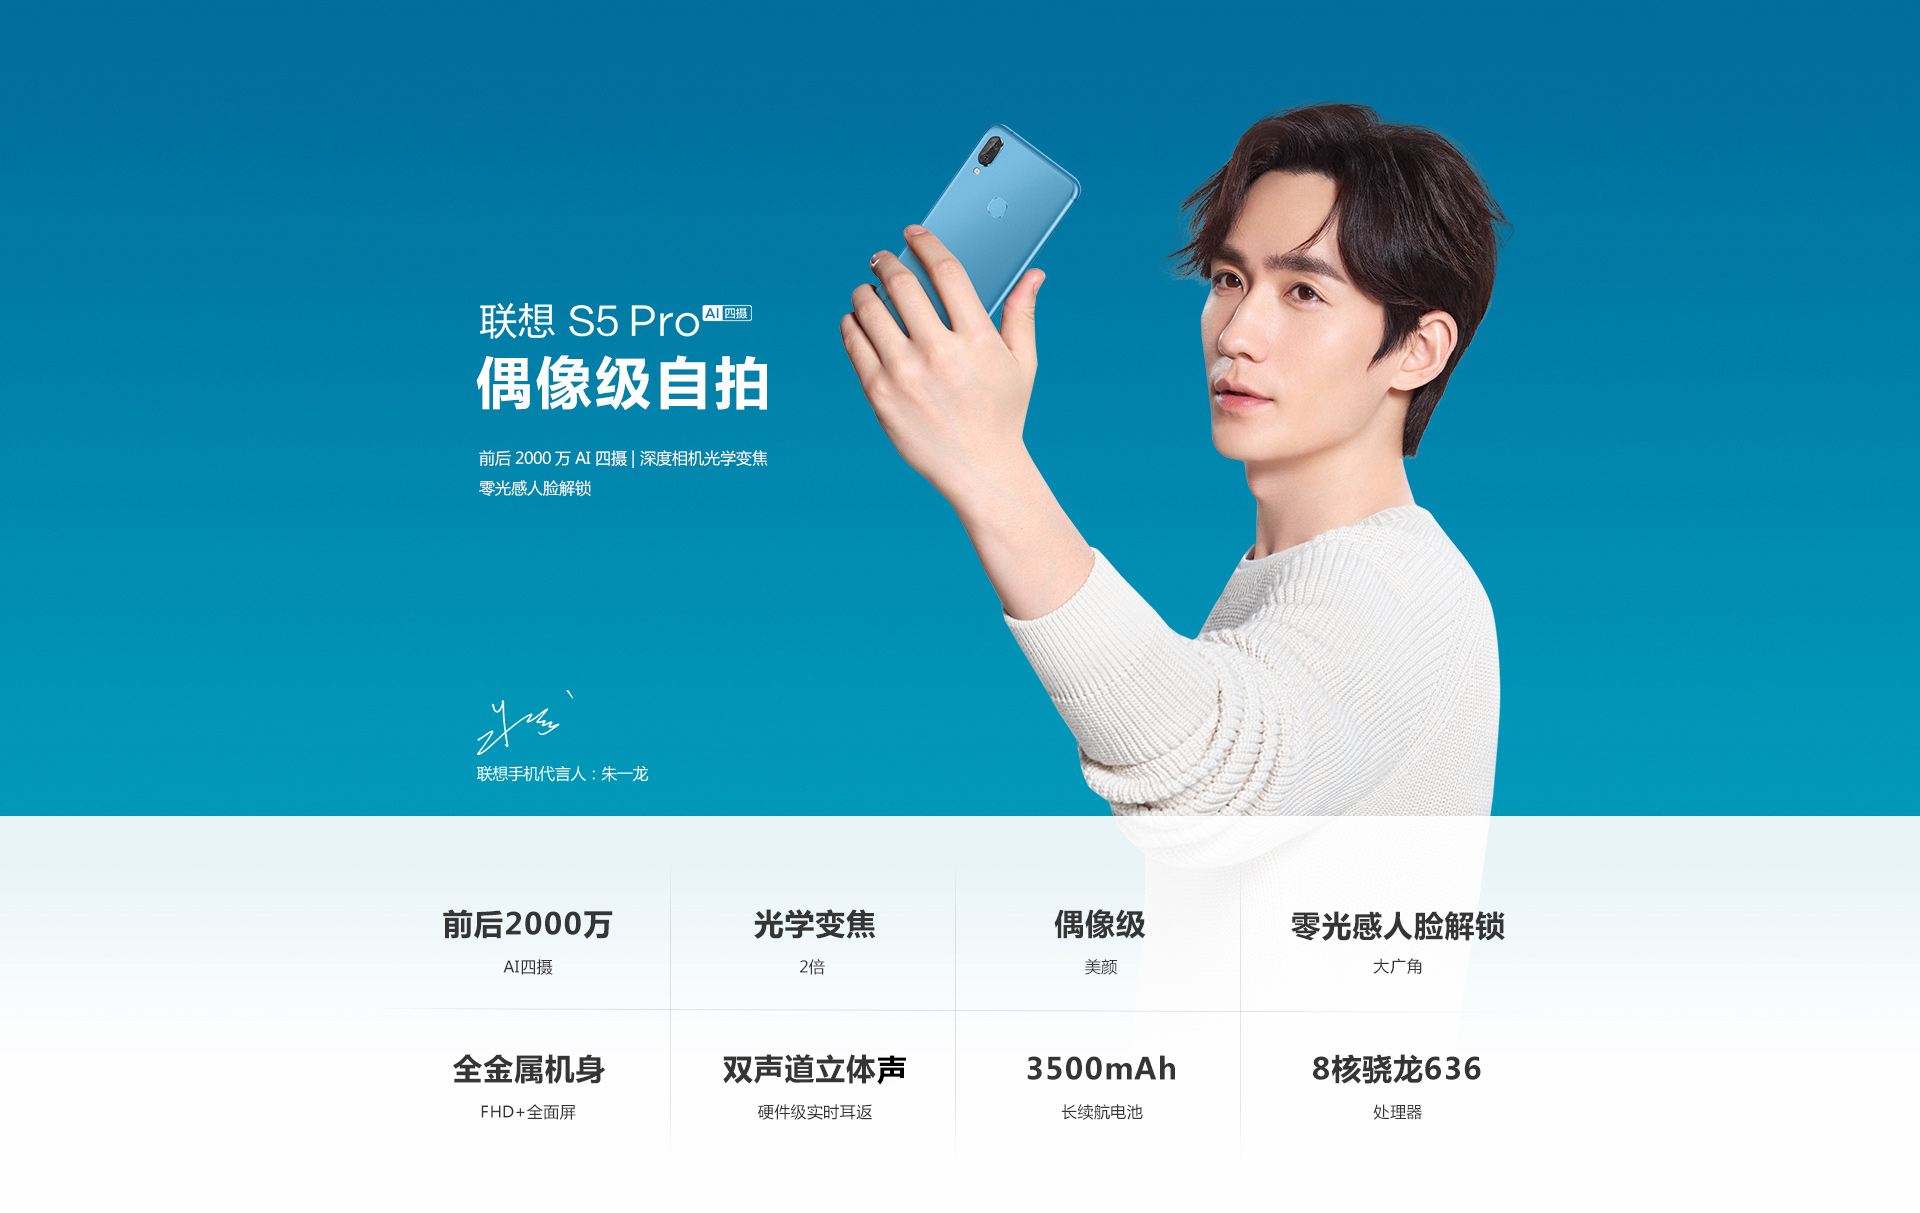 联想 S5 Pro AI 四摄
偶像级自拍
前后 2000 万 AI 四摄 | 深度相机光学变焦
零光感人脸解锁
联想手机代言人：朱一龙
前后2000万
AI四摄
光学变焦
2倍
偶像级
美颜
零光感人脸解锁
大广角
全金属机身
FHD+全面屏
双声道立体声
硬件级实时耳返
3500mAh
长续航电池
8核骁龙636
处理器